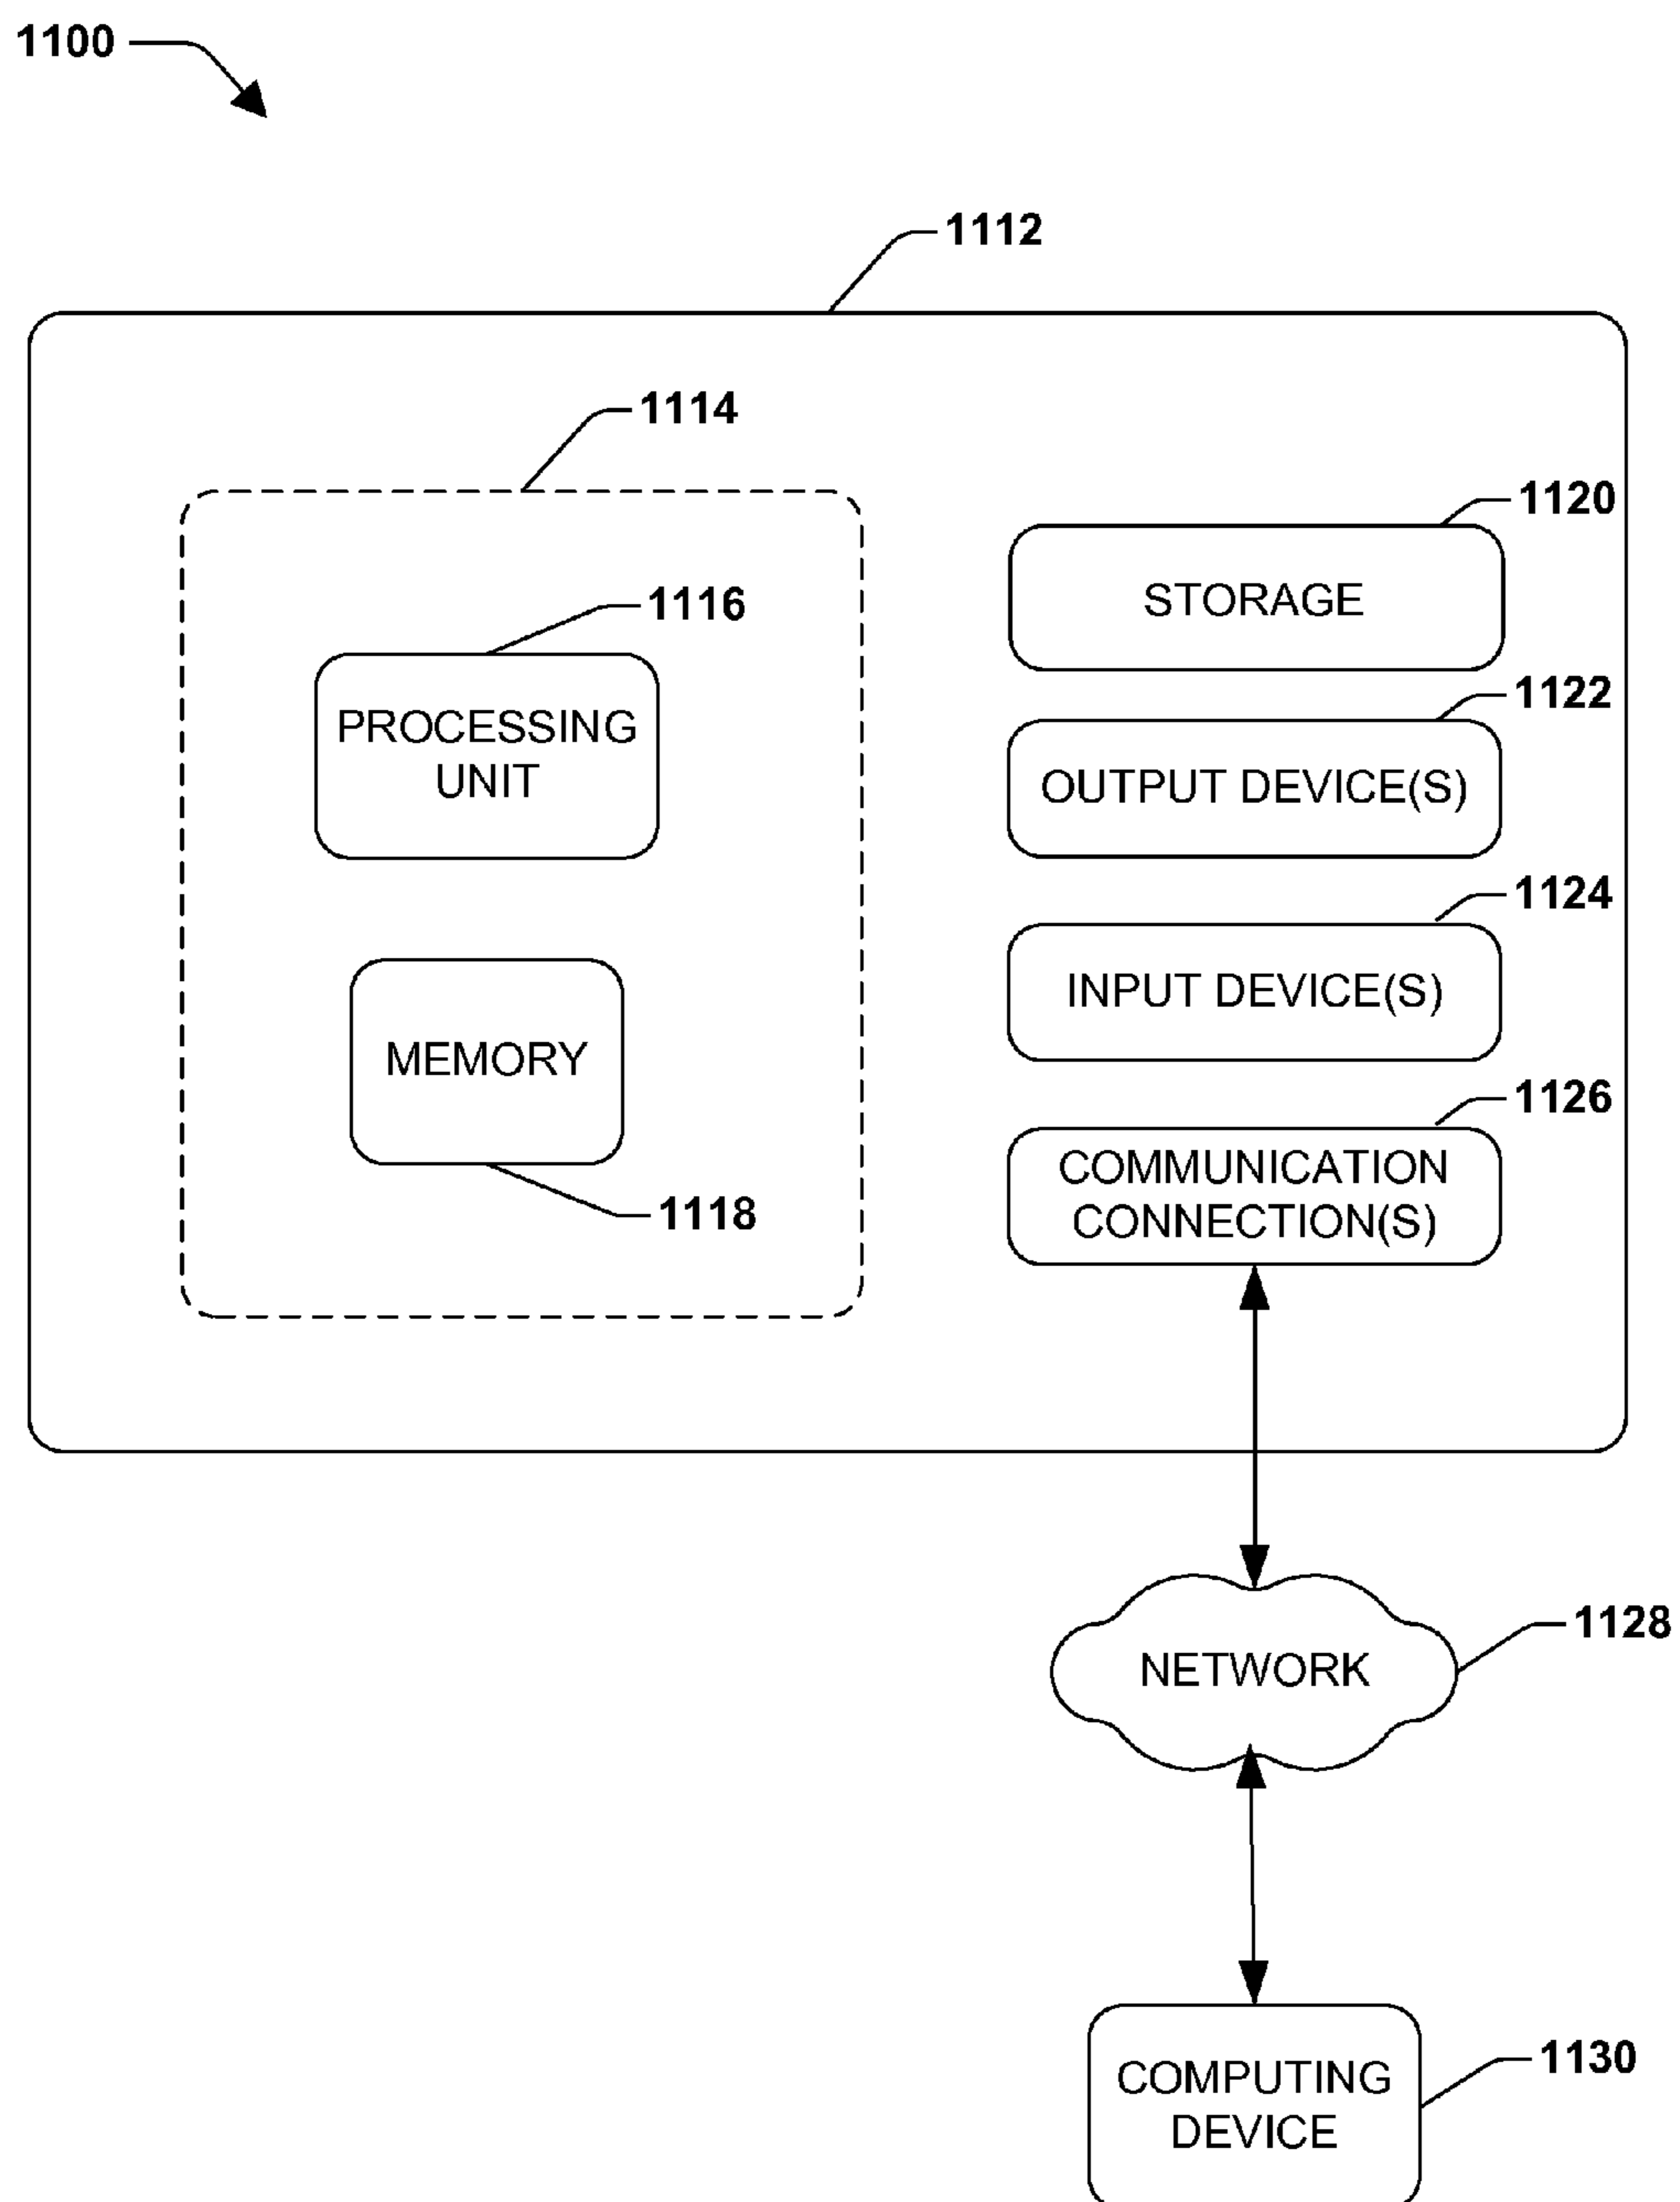 1100
1112
1114
1120
1116
STORAGE
1122
PROCESSING
UNIT
OUTPUT DEVICE(S)
1124
INPUT DEVICE(S)
MEMORY
1126
COMMUNICATION
CONNECTION(S)
1118
1128
NETWORK
1130
COMPUTING
DEVICE